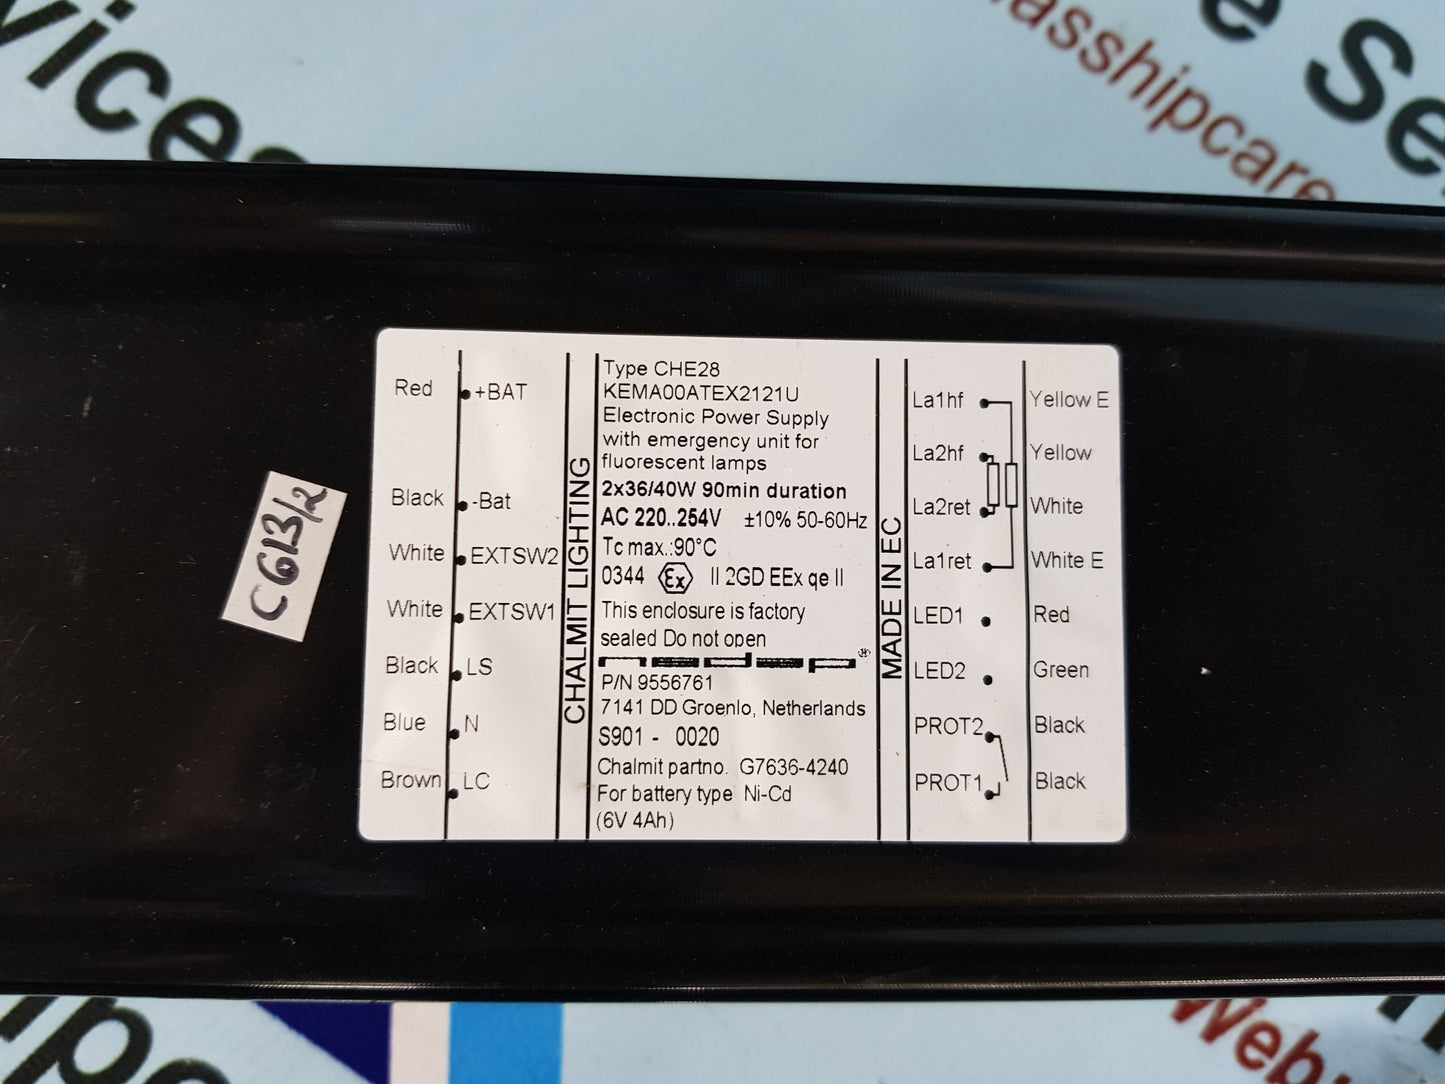 vices
e Se
asshipcare
Red +BAT
Black -Bat
White EXTSW2
White EXTSW1
Black LS
Blue N
Brown LC
CHALMIT LIGHTING
Type CHE28
KEMA00ATEX2121U
Electronic Power Supply
with emergency unit for
fluorescent lamps
2x36/40W 90min duration
AC 220..254V ±10% 50-60Hz
Tc max.:90°C
0344 Ex II 2GD EEx qe II
This enclosure is factory
sealed Do not open
P/N 9556761
7141 DD Groenlo, Netherlands
S901 - 0020
Chalmit partno. G7636-4240
For battery type Ni-Cd
(6V 4Ah)
MADE IN EC
La1hf Yellow E
La2hf Yellow
La2ret White
La1ret White E
LED1 Red
LED2 Green
PROT2 Black
PROT1 Black
C613/2
Web